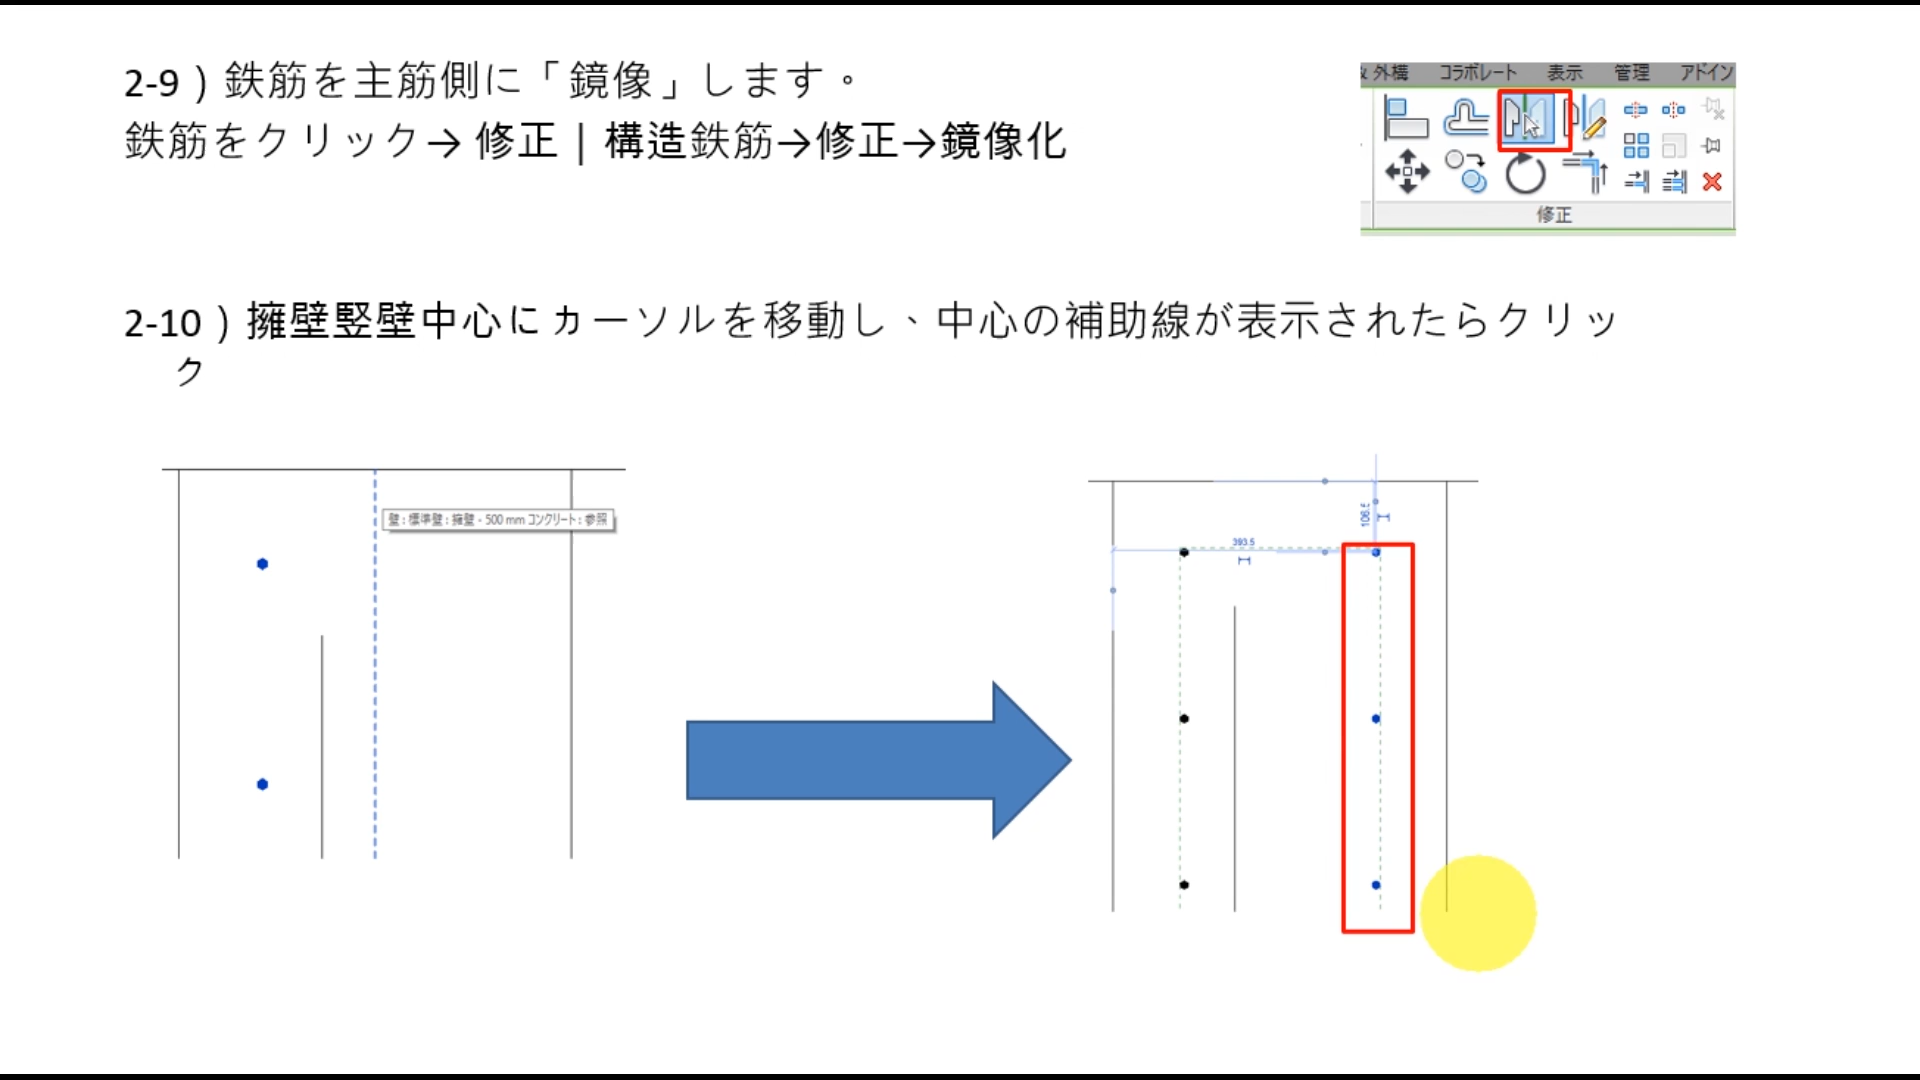 2-9）鉄筋を主筋側に「鏡像」します。
鉄筋をクリック→ 修正｜構造鉄筋→修正→鏡像化
外構 コラボレート 表示 管理 アドイン
修正
2-10）擁壁竪壁中心にカーソルを移動し、中心の補助線が表示されたらクリッ
ク
壁 : 標準壁 : 擁壁 - 500 mm コンクリート : 参照
106.5
393.5